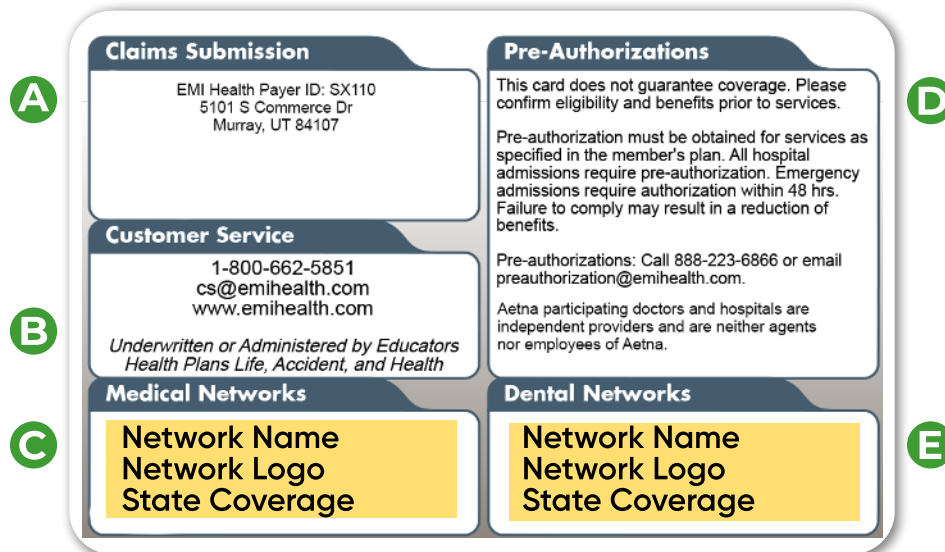 A
Claims Submission
EMI Health Payer ID: SX110
5101 S Commerce Dr
Murray, UT 84107
B
Customer Service
1-800-662-5851
cs@emihealth.com
www.emihealth.com
Underwritten or Administered by Educators
Health Plans Life, Accident, and Health
C
Medical Networks
Network Name
Network Logo
State Coverage
D
Pre-Authorizations
This card does not guarantee coverage. Please
confirm eligibility and benefits prior to services.
Pre-authorization must be obtained for services as
specified in the member's plan. All hospital
admissions require pre-authorization. Emergency
admissions require authorization within 48 hrs.
Failure to comply may result in a reduction of
benefits.
Pre-authorizations: Call 888-223-6866 or email
preauthorization@emihealth.com.
Aetna participating doctors and hospitals are
independent providers and are neither agents
nor employees of Aetna.
E
Dental Networks
Network Name
Network Logo
State Coverage